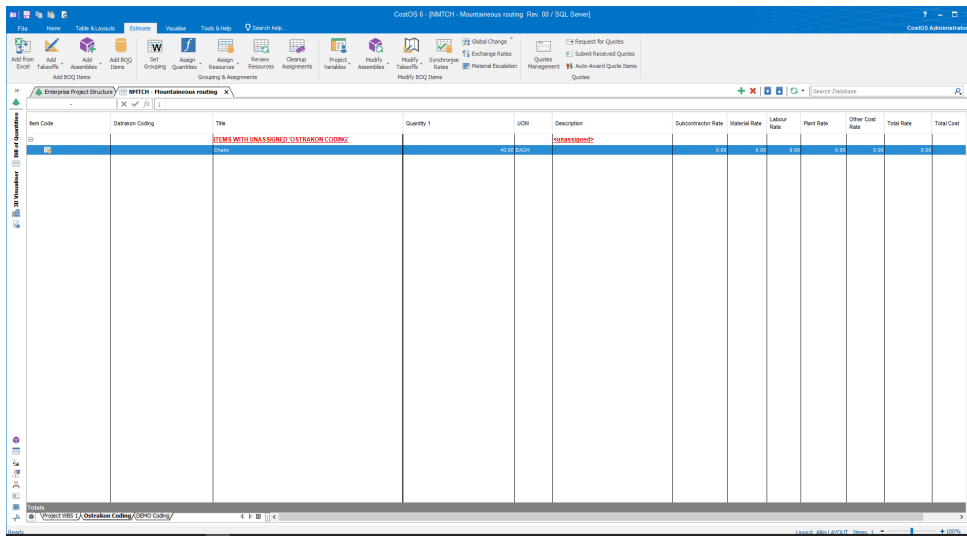 CostOS 6 - [NMTCH - Mountaineous routing Rev. 00 / SQL Server]
File Home Table & Layouts Estimate Visualise Tools & Help Search help... CostOS Administrator
Add from Excel
Add Takeoffs
Add Assemblies
Add BOQ Items
Add BOQ Items
Set Grouping
Assign Quantities
Assign Resources
Review Resources
Cleanup Assignments
Grouping & Assignments
Project Variables
Modify Assemblies
Modify Takeoffs
Synchronise Rates
Global Change
Exchange Rates
Material Escalation
Modify BOQ Items
Quotes Management
Request for Quotes
Submit Received Quotes
Auto-Award Quote Items
Quotes
Enterprise Project Structure NMTCH - Mountaineous routing X Search Database
- fx 1
Bill of Quantities
3D Visualiser
Item Code Ostrakon Coding Title Quantity 1 UOM Description Subcontractor Rate Material Rate Labour Rate Plant Rate Other Cost Rate Total Rate Total Cost
ITEMS WITH UNASSIGNED 'OSTRAKON CODING' <unassigned>
Chairs 40.00 EACH 0.00 0.00 0.00 0.00 0.00 0.00
Totals
Project WBS 1 Ostrakon Coding DEMO Coding
Ready Items: 1 100%